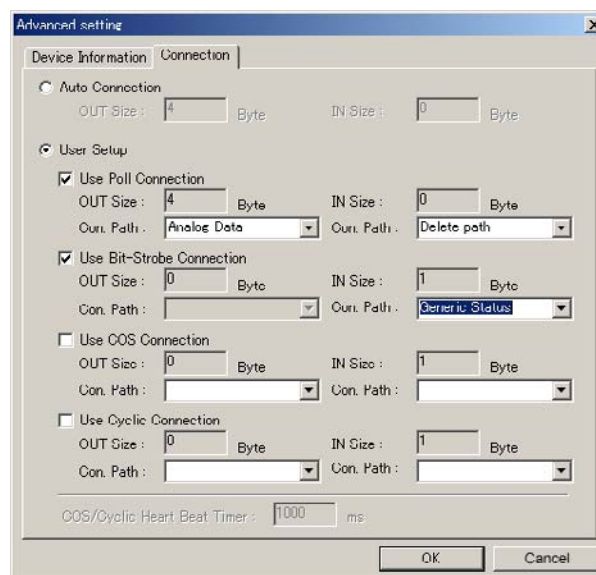 Advanced setting
Device Information Connection
Auto Connection
OUT Size : 4 Byte IN Size : 0 Byte
User Setup
Use Poll Connection
OUT Size : 4 Byte IN Size : 0 Byte
Con. Path : Analog Data Con. Path : Delete path
Use Bit-Strobe Connection
OUT Size : 0 Byte IN Size : 1 Byte
Con. Path : Con. Path : Generic Status
Use COS Connection
OUT Size : 0 Byte IN Size : 1 Byte
Con. Path : Con. Path :
Use Cyclic Connection
OUT Size : 0 Byte IN Size : 1 Byte
Con. Path : Con. Path :
COS/Cyclic Heart Beat Timer : 1000 ms
OK Cancel